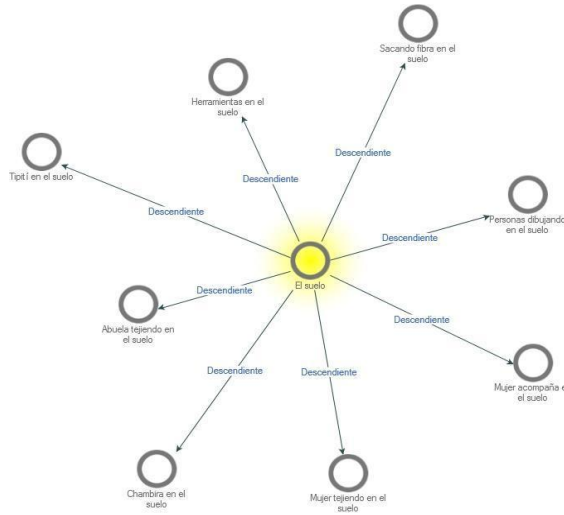 Sacando fibra en el
suelo
Herramientas en el
suelo
Descendiente
Tipití en el suelo
Descendiente
Descendiente
Personas dibujando
en el suelo
Descendiente
El suelo
Descendiente
Abuela tejiendo en
el suelo
Descendiente
Descendiente
Descendiente
Mujer acompaña e
el suelo
Chambira en el
suelo
Mujer tejiendo en el
suelo